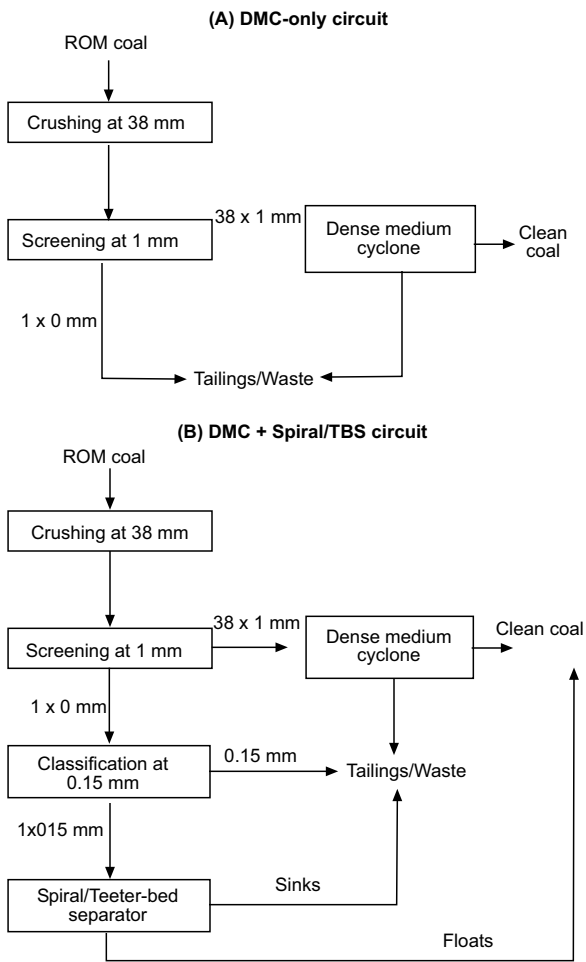 (A) DMC-only circuit
ROM coal
Crushing at 38 mm
38 x 1 mm
Screening at 1 mm
Dense medium
cyclone
Clean
coal
1 x 0 mm
Tailings/Waste
(B) DMC + Spiral/TBS circuit
ROM coal
Crushing at 38 mm
38 x 1 mm
Screening at 1 mm
Dense medium
cyclone
Clean coal
1 x 0 mm
Classification at
0.15 mm
0.15 mm
Tailings/Waste
1x015 mm
Spiral/Teeter-bed
separator
Sinks
Floats